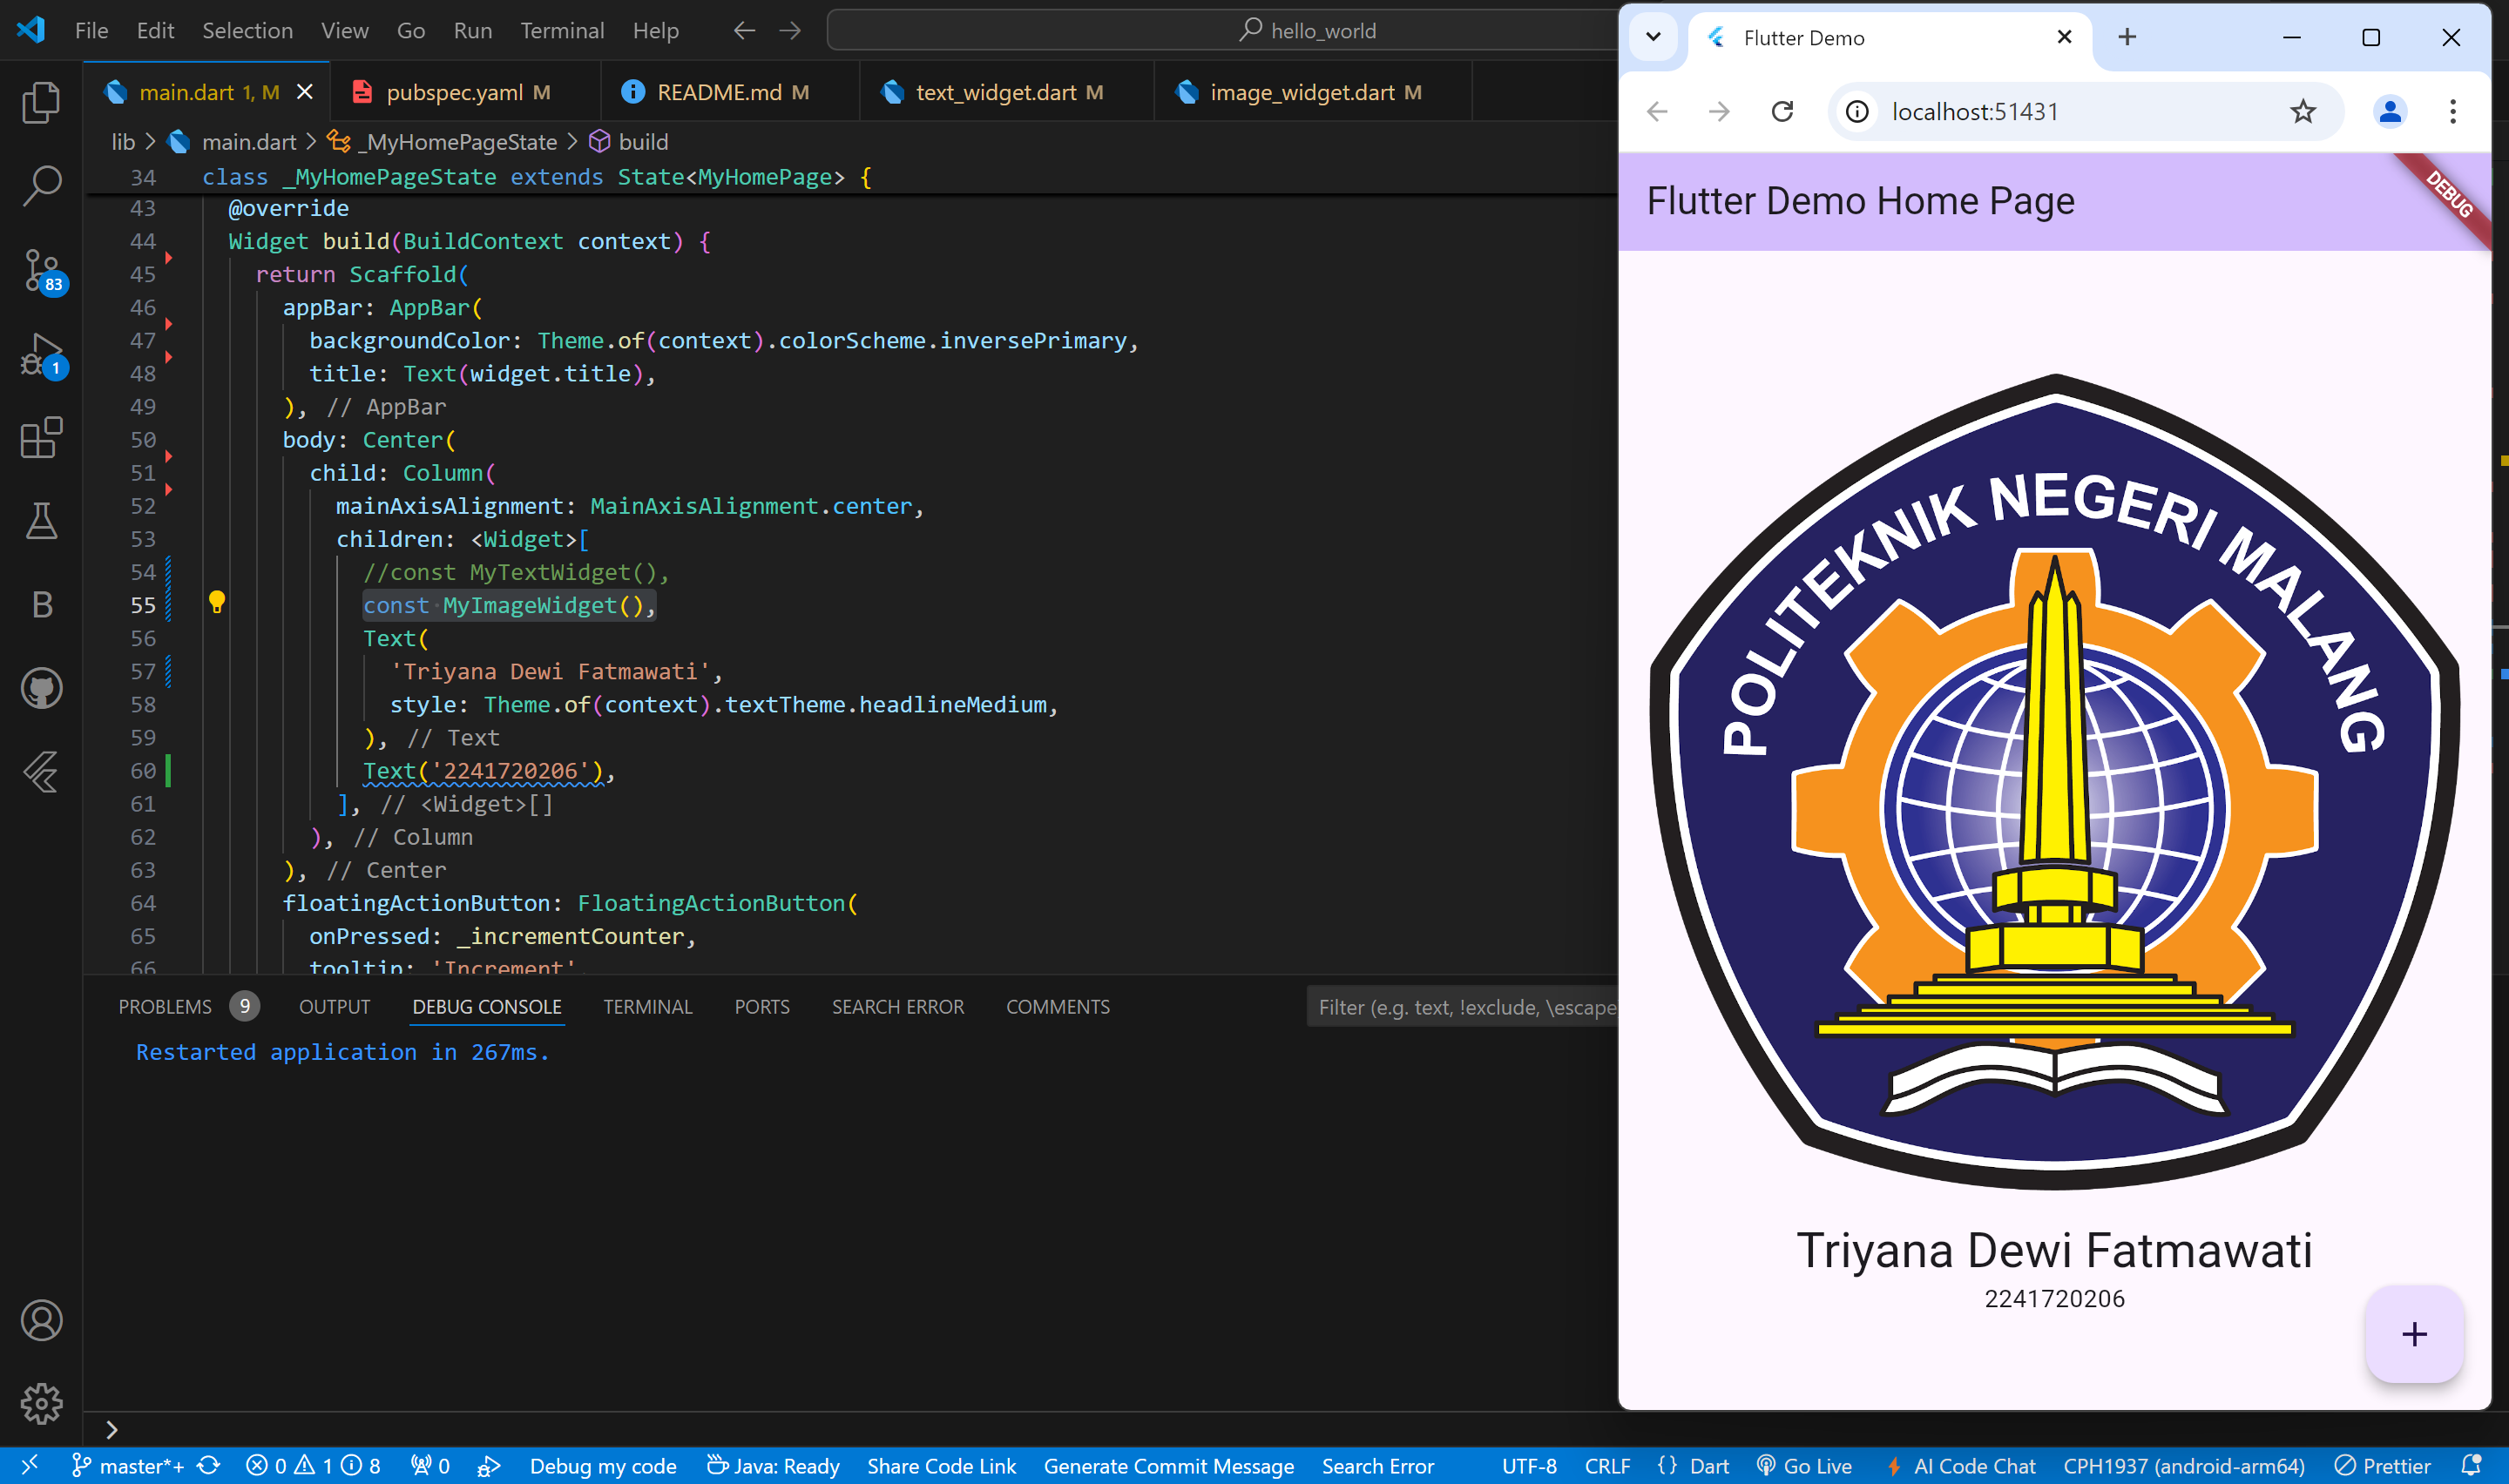 File Edit Selection View Go Run Terminal Help
hello_world
main.dart 1, M
pubspec.yaml M
README.md M
text_widget.dart M
image_widget.dart M
lib > main.dart > _MyHomePageState > build
34 class _MyHomePageState extends State<MyHomePage> {
43 @override
44 Widget build(BuildContext context) {
45 return Scaffold(
46 appBar: AppBar(
47 backgroundColor: Theme.of(context).colorScheme.inversePrimary,
48 title: Text(widget.title),
49 ), // AppBar
50 body: Center(
51 child: Column(
52 mainAxisAlignment: MainAxisAlignment.center,
53 children: <Widget>[
54 //const MyTextWidget(),
55 const MyImageWidget(),
56 Text(
57 'Triyana Dewi Fatmawati',
58 style: Theme.of(context).textTheme.headlineMedium,
59 ), // Text
60 Text('2241720206'),
61 ], // <Widget>[]
62 ), // Column
63 ), // Center
64 floatingActionButton: FloatingActionButton(
65 onPressed: _incrementCounter,
66 tooltip: 'Increment',
83
1
B
PROBLEMS 9 OUTPUT DEBUG CONSOLE TERMINAL PORTS SEARCH ERROR COMMENTS
Filter (e.g. text, !exclude, \escape
Restarted application in 267ms.
master*+ 0 1 8 0 Debug my code Java: Ready Share Code Link Generate Commit Message Search Error UTF-8 CRLF {} Dart Go Live AI Code Chat CPH1937 (android-arm64) Prettier
Flutter Demo
localhost:51431
Flutter Demo Home Page
DEBUG
POLITEKNIK NEGERI MALANG
Triyana Dewi Fatmawati
2241720206
+